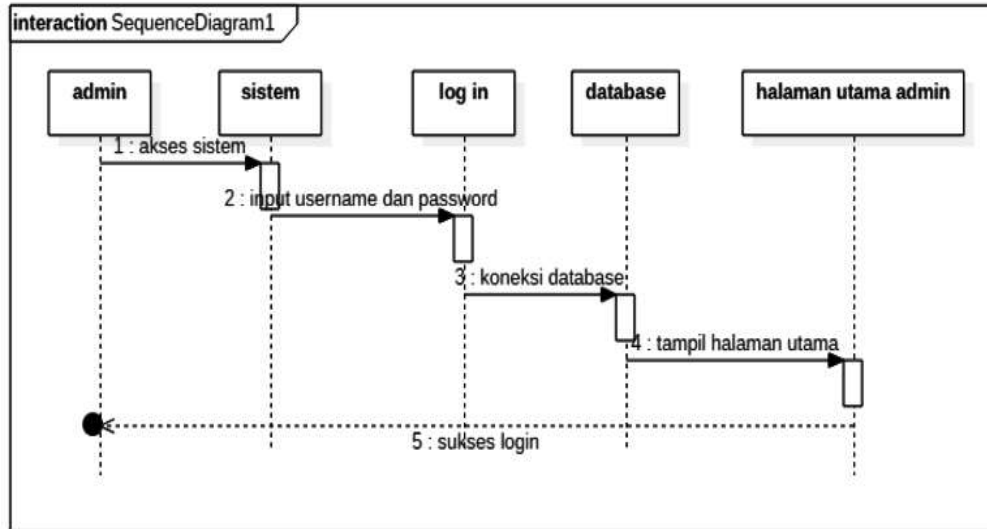 interaction SequenceDiagram1
admin
sistem
log in
database
halaman utama admin
1 : akses sistem
2 : input username dan password
3 : koneksi database
4 : tampil halaman utama
5 : sukses login